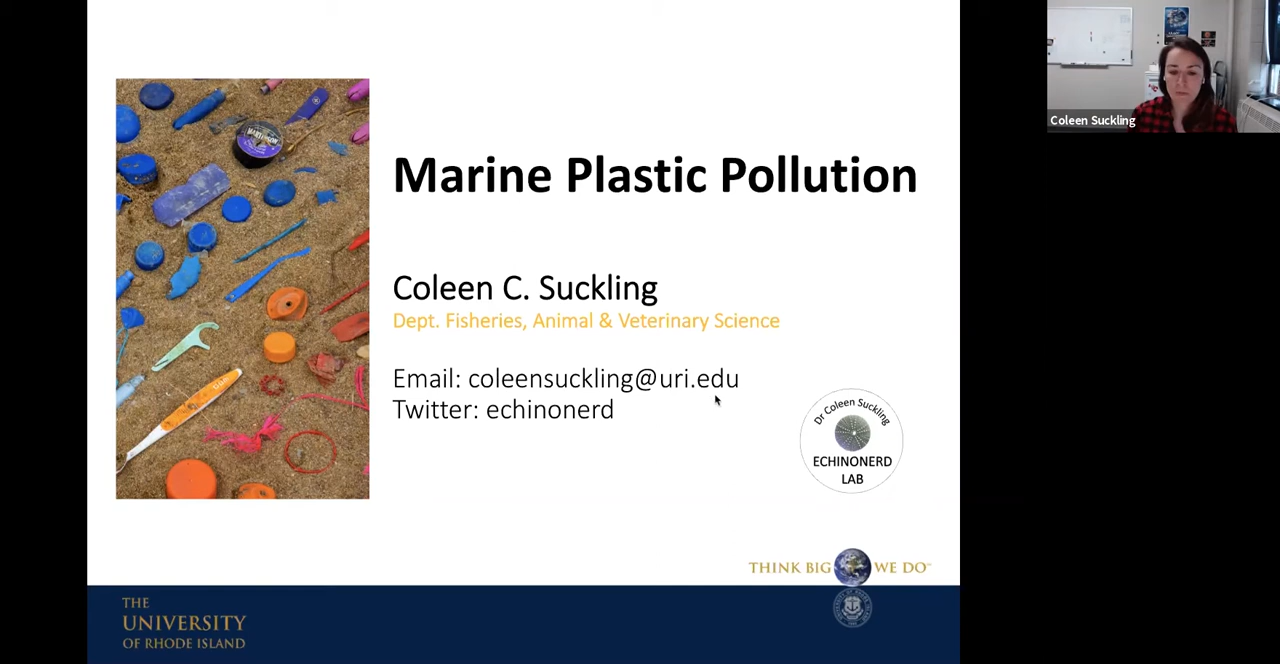 Marine Plastic Pollution
Coleen C. Suckling
Dept. Fisheries, Animal & Veterinary Science
Email: coleensuckling@uri.edu
Twitter: echinonerd
Dr Coleen Suckling
ECHINONERD
LAB
THINK BIG WE DO™
THE
UNIVERSITY
OF RHODE ISLAND
Coleen Suckling